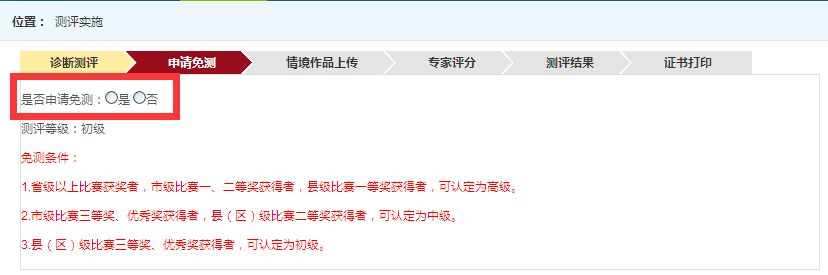 位置： 测评实施
诊断测评 申请免测 情境作品上传 专家评分 测评结果 证书打印
是否申请免测：是 否
测评等级：初级
免测条件：
1.省级以上比赛获奖者，市级比赛一、二等奖获得者，县级比赛一等奖获得者，可认定为高级。
2.市级比赛三等奖、优秀奖获得者，县（区）级比赛二等奖获得者，可认定为中级。
3.县（区）级比赛三等奖、优秀奖获得者，可认定为初级。